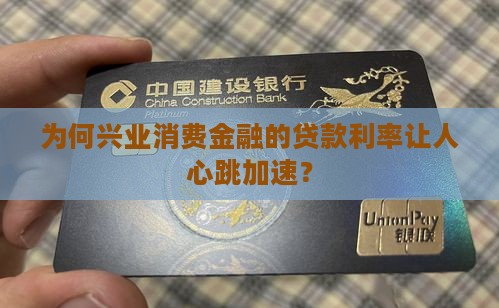 中国建设银行
China Construction Bank
Platinum
为何兴业消费金融的贷款利率让人
心跳加速？
UnionPay
银联